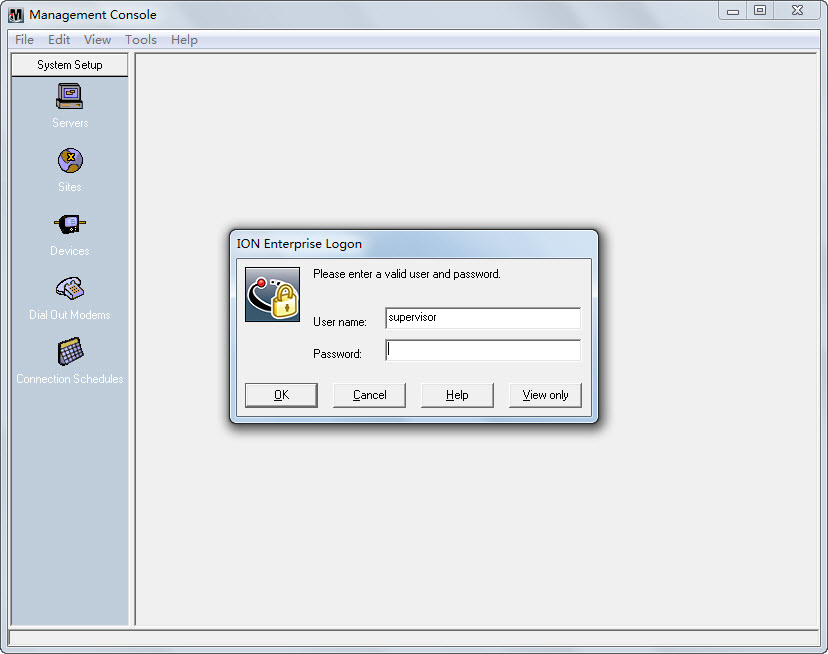 Management Console
File Edit View Tools Help
System Setup
Servers
Sites
Devices
Dial Out Modems
Connection Schedules
ION Enterprise Logon
Please enter a valid user and password.
User name: supervisor
Password:
OK Cancel Help View only